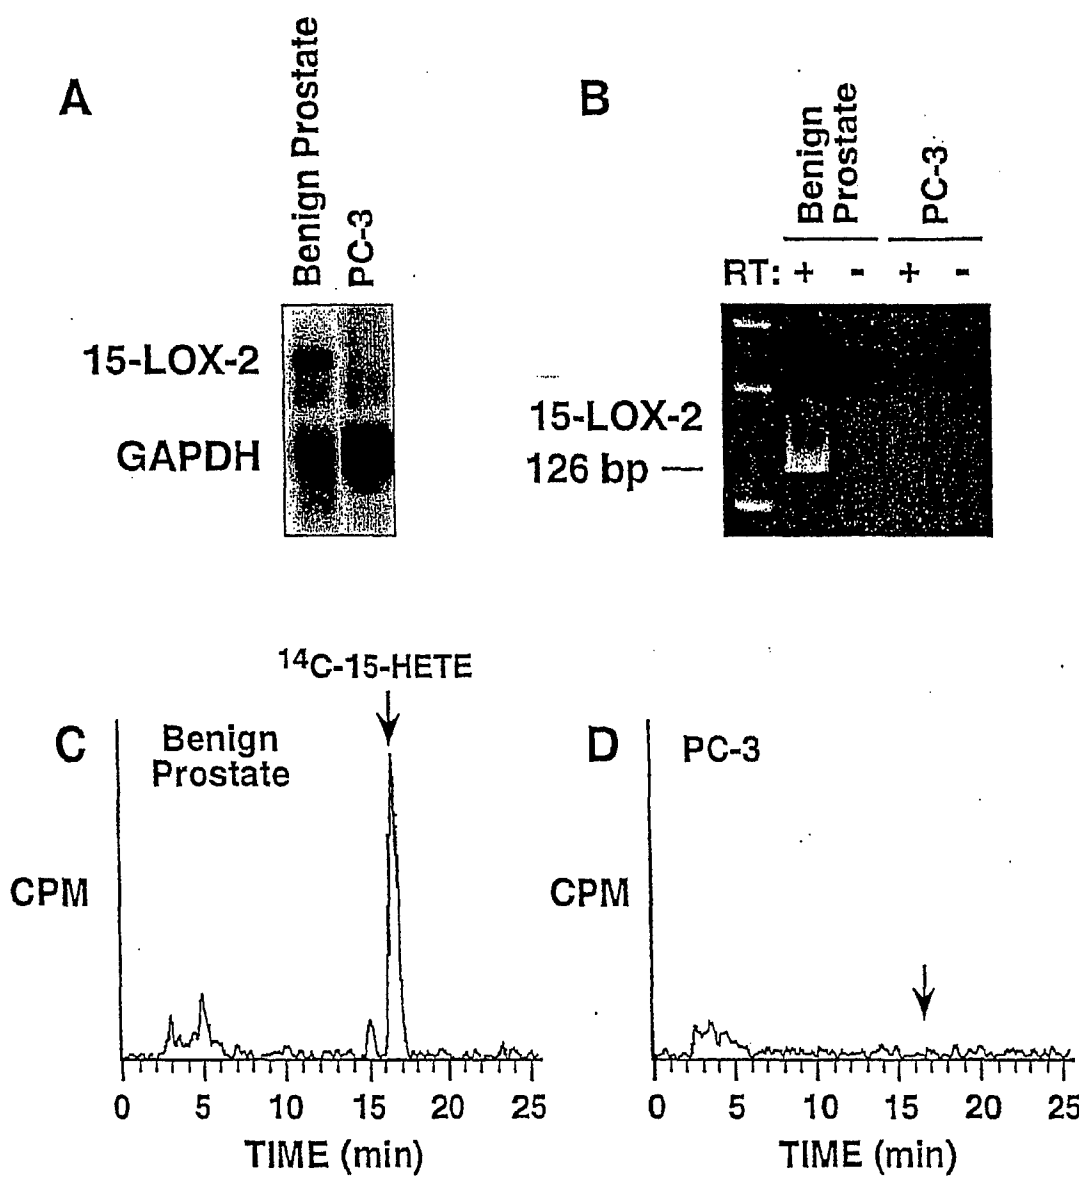 A
Benign Prostate
PC-3
15-LOX-2
GAPDH
B
Benign
Prostate
PC-3
RT: + - + -
15-LOX-2
126 bp
¹⁴C-15-HETE
C
Benign
Prostate
CPM
0 5 10 15 20 25
TIME (min)
D
PC-3
CPM
0 5 10 15 20 25
TIME (min)